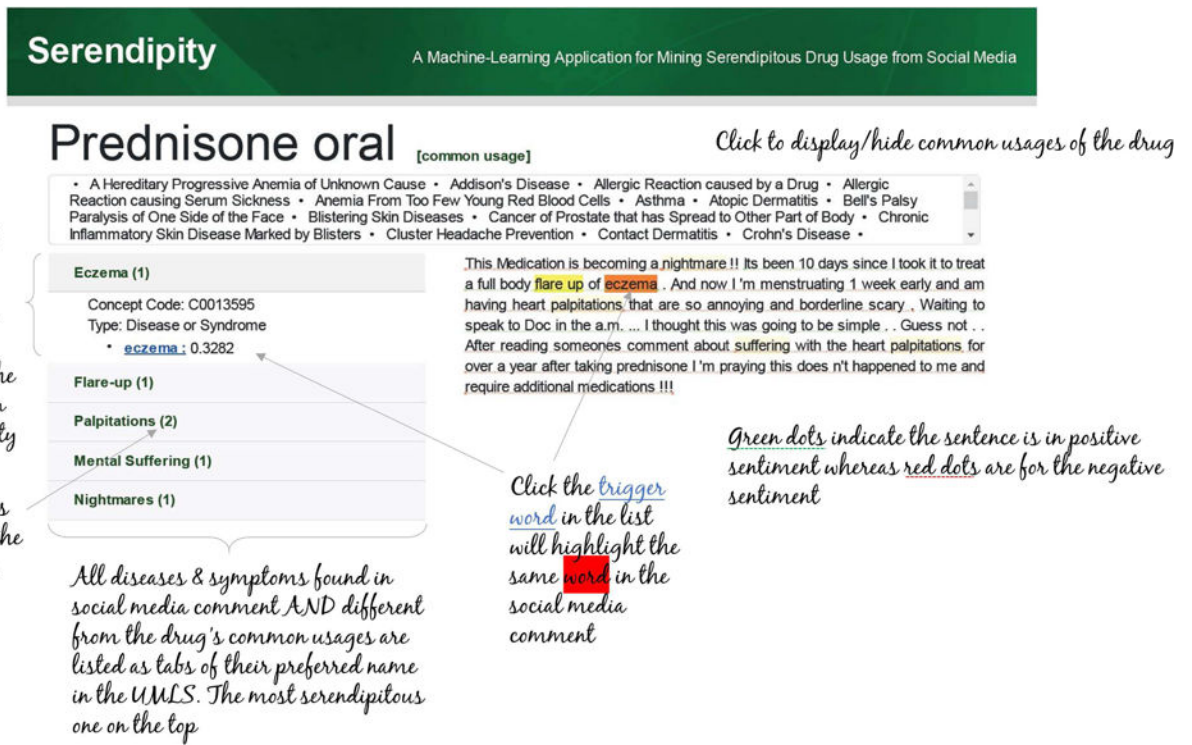 Serendipity
A Machine-Learning Application for Mining Serendipitous Drug Usage from Social Media
Prednisone oral [common usage]
Click to display/hide common usages of the drug
• A Hereditary Progressive Anemia of Unknown Cause • Addison's Disease • Allergic Reaction caused by a Drug • Allergic
Reaction causing Serum Sickness • Anemia From Too Few Young Red Blood Cells • Asthma • Atopic Dermatitis • Bell's Palsy
Paralysis of One Side of the Face • Blistering Skin Diseases • Cancer of Prostate that has Spread to Other Part of Body • Chronic
Inflammatory Skin Disease Marked by Blisters • Cluster Headache Prevention • Contact Dermatitis • Crohn's Disease •
Eczema (1)
Concept Code: C0013595
Type: Disease or Syndrome
• eczema : 0.3282
Flare-up (1)
Palpitations (2)
Mental Suffering (1)
Nightmares (1)
This Medication is becoming a nightmare !! Its been 10 days since I took it to treat
a full body flare up of eczema . And now I 'm menstruating 1 week early and am
having heart palpitations that are so annoying and borderline scary , Waiting to
speak to Doc in the a.m. ... I thought this was going to be simple . . Guess not . .
After reading someones comment about suffering with the heart palpitations for
over a year after taking prednisone I 'm praying this does n't happened to me and
require additional medications !!!
he
ty
s
he
Green dots indicate the sentence is in positive
sentiment whereas red dots are for the negative
sentiment
Click the trigger
word in the list
will highlight the
same word in the
social media
comment
All diseases & symptoms found in
social media comment AND different
from the drug's common usages are
listed as tabs of their preferred name
in the UMLS. The most serendipitous
one on the top